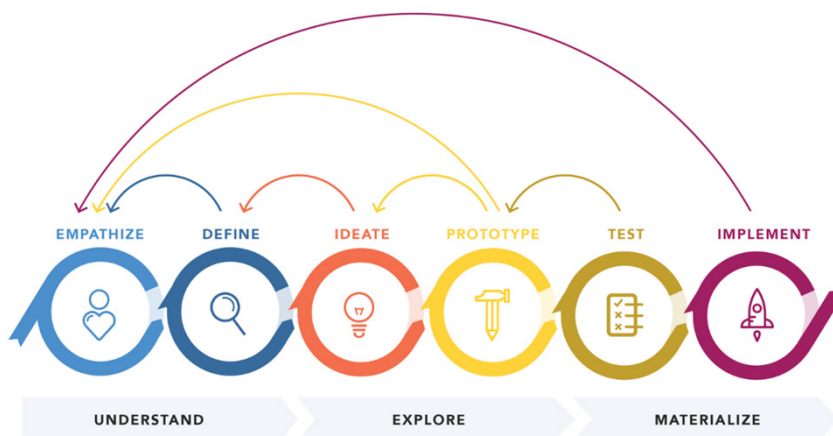 EMPATHIZE
DEFINE
IDEATE
PROTOTYPE
TEST
IMPLEMENT
UNDERSTAND
EXPLORE
MATERIALIZE